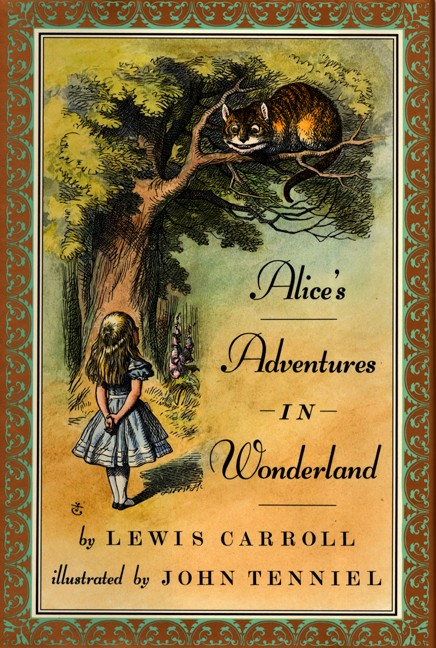 Alice's
Adventures
– IN –
Wonderland
by LEWIS CARROLL
illustrated by JOHN TENNIEL